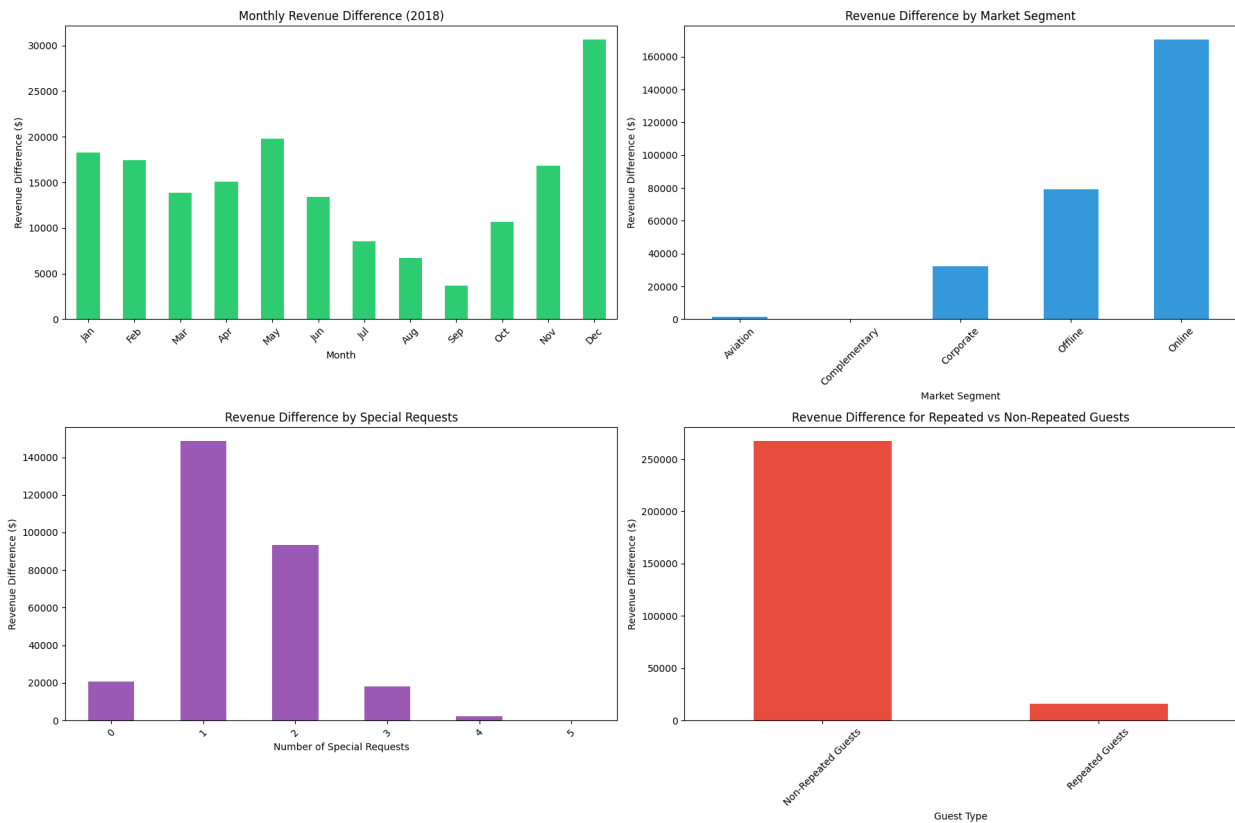 Monthly Revenue Difference (2018)
Revenue Difference ($)
30000
25000
20000
15000
10000
5000
0
Jan
Feb
Mar
Apr
May
Jun
Jul
Aug
Sep
Oct
Nov
Dec
Month
Revenue Difference by Market Segment
Revenue Difference ($)
160000
140000
120000
100000
80000
60000
40000
20000
0
Aviation
Complementary
Corporate
Offline
Online
Market Segment
Revenue Difference by Special Requests
Revenue Difference ($)
140000
120000
100000
80000
60000
40000
20000
0
0
1
2
3
4
5
Number of Special Requests
Revenue Difference for Repeated vs Non-Repeated Guests
Revenue Difference ($)
250000
200000
150000
100000
50000
0
Non-Repeated Guests
Repeated Guests
Guest Type